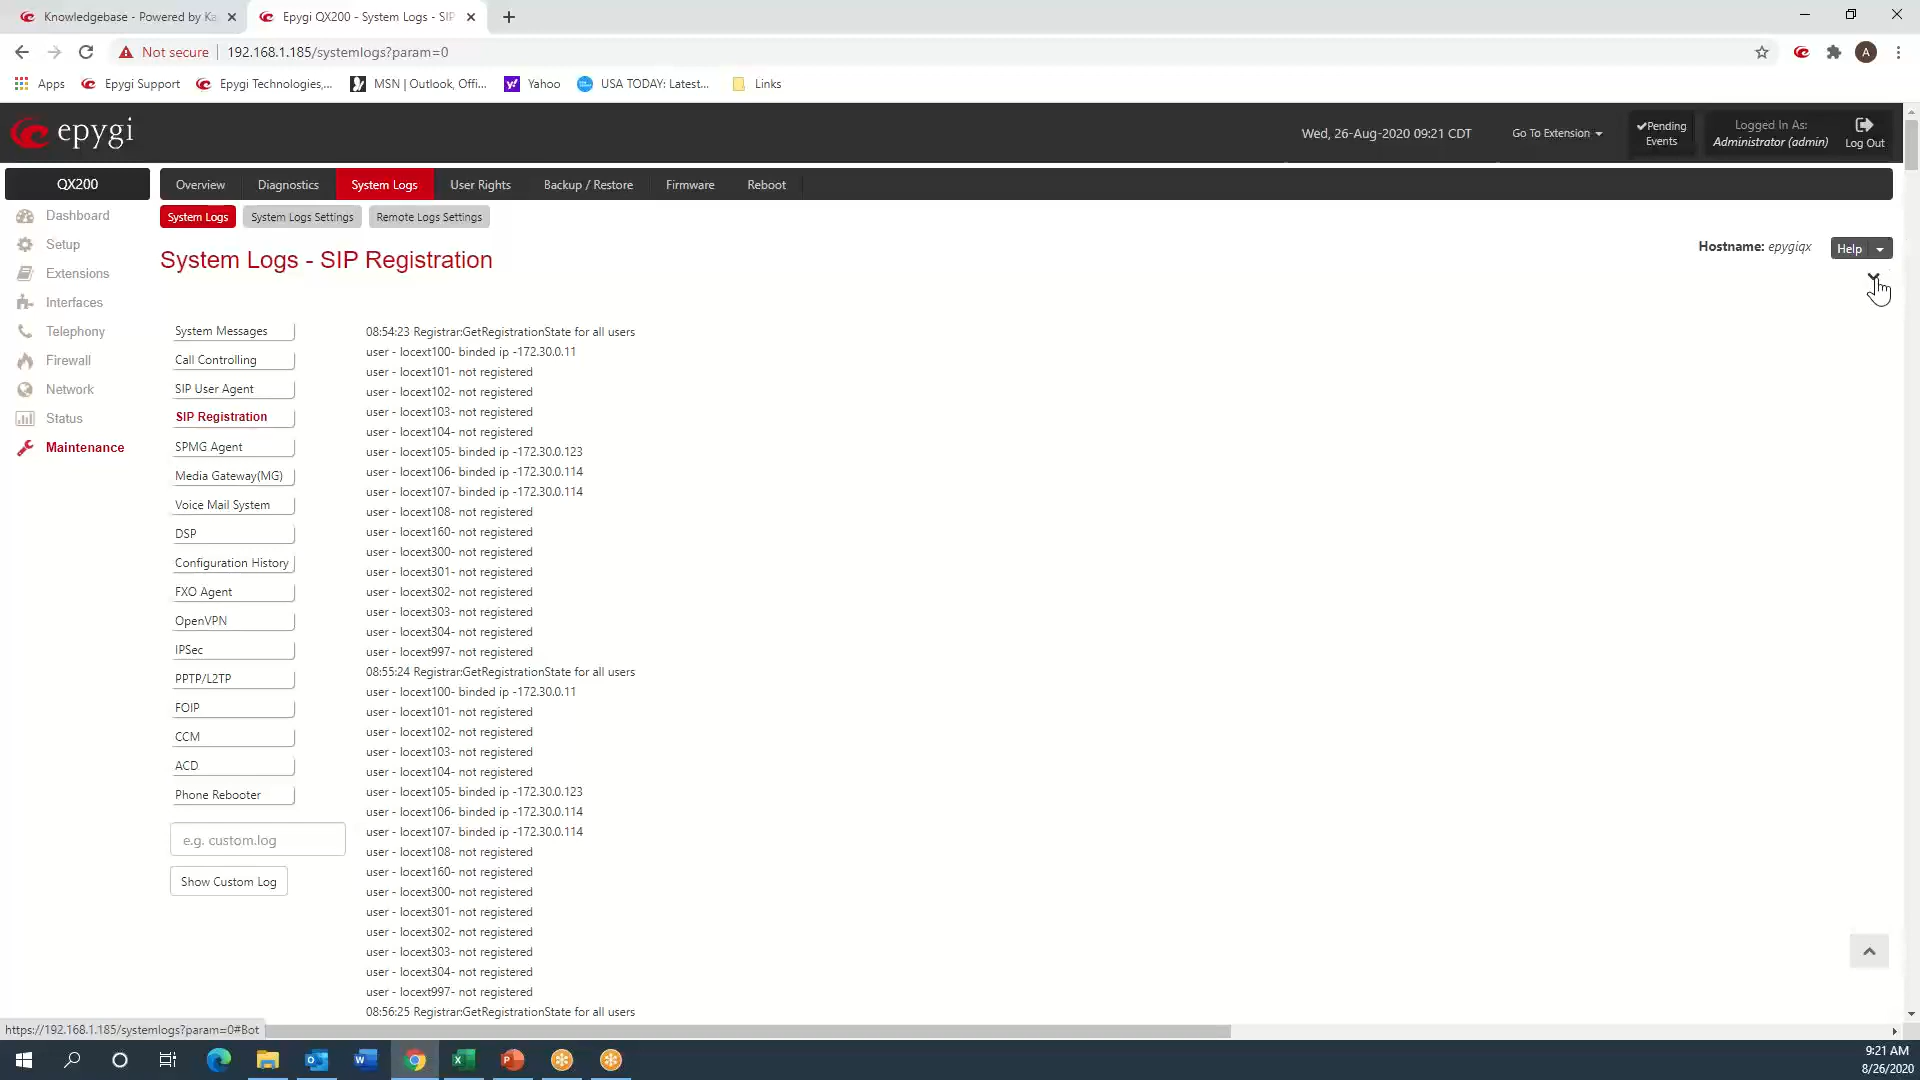 Knowledgebase - Powered by Ka
Epygi QX200 - System Logs - SIP
Not secure
192.168.1.185/systemlogs?param=0
A
Apps
Epygi Support
Epygi Technologies,...
MSN | Outlook, Offi...
Yahoo
USA TODAY: Latest...
Links
epygi
Wed, 26-Aug-2020 09:21 CDT
Go To Extension
Pending Events
Logged In As:
Administrator (admin)
Log Out
QX200
Overview
Diagnostics
System Logs
User Rights
Backup / Restore
Firmware
Reboot
Dashboard
Setup
Extensions
Interfaces
Telephony
Firewall
Network
Status
Maintenance
System Logs
System Logs Settings
Remote Logs Settings
System Logs - SIP Registration
Hostname: epygiqx
Help
System Messages
Call Controlling
SIP User Agent
SIP Registration
SPMG Agent
Media Gateway(MG)
Voice Mail System
DSP
Configuration History
FXO Agent
OpenVPN
IPSec
PPTP/L2TP
FOIP
CCM
ACD
Phone Rebooter
e.g. custom.log
Show Custom Log
08:54:23 Registrar:GetRegistrationState for all users
user - locext100- binded ip -172.30.0.11
user - locext101- not registered
user - locext102- not registered
user - locext103- not registered
user - locext104- not registered
user - locext105- binded ip -172.30.0.123
user - locext106- binded ip -172.30.0.114
user - locext107- binded ip -172.30.0.114
user - locext108- not registered
user - locext160- not registered
user - locext300- not registered
user - locext301- not registered
user - locext302- not registered
user - locext303- not registered
user - locext304- not registered
user - locext997- not registered
08:55:24 Registrar:GetRegistrationState for all users
user - locext100- binded ip -172.30.0.11
user - locext101- not registered
user - locext102- not registered
user - locext103- not registered
user - locext104- not registered
user - locext105- binded ip -172.30.0.123
user - locext106- binded ip -172.30.0.114
user - locext107- binded ip -172.30.0.114
user - locext108- not registered
user - locext160- not registered
user - locext300- not registered
user - locext301- not registered
user - locext302- not registered
user - locext303- not registered
user - locext304- not registered
user - locext997- not registered
08:56:25 Registrar:GetRegistrationState for all users
https://192.168.1.185/systemlogs?param=0#Bot
9:21 AM
8/26/2020